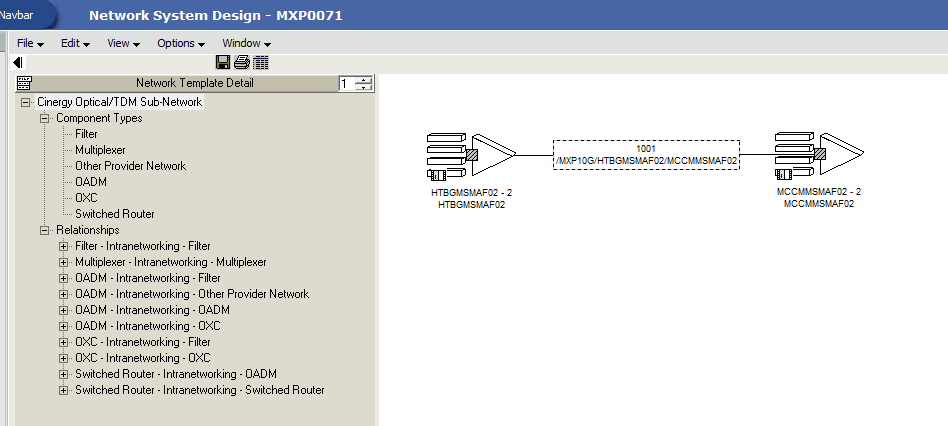 Navbar
Network System Design - MXP0071
File Edit View Options Window
Network Template Detail 1
Cinergy Optical/TDM Sub-Network
Component Types
Filter
Multiplexer
Other Provider Network
OADM
OXC
Switched Router
Relationships
Filter - Intranetworking - Filter
Multiplexer - Intranetworking - Multiplexer
OADM - Intranetworking - Filter
OADM - Intranetworking - Other Provider Network
OADM - Intranetworking - OADM
OADM - Intranetworking - OXC
OXC - Intranetworking - Filter
OXC - Intranetworking - OXC
Switched Router - Intranetworking - OADM
Switched Router - Intranetworking - Switched Router
1001
/MXP10G/HTBGMSMAF02/MCCMMSMAF02
HTBGMSMAF02 - 2
HTBGMSMAF02
MCCMMSMAF02 - 2
MCCMMSMAF02